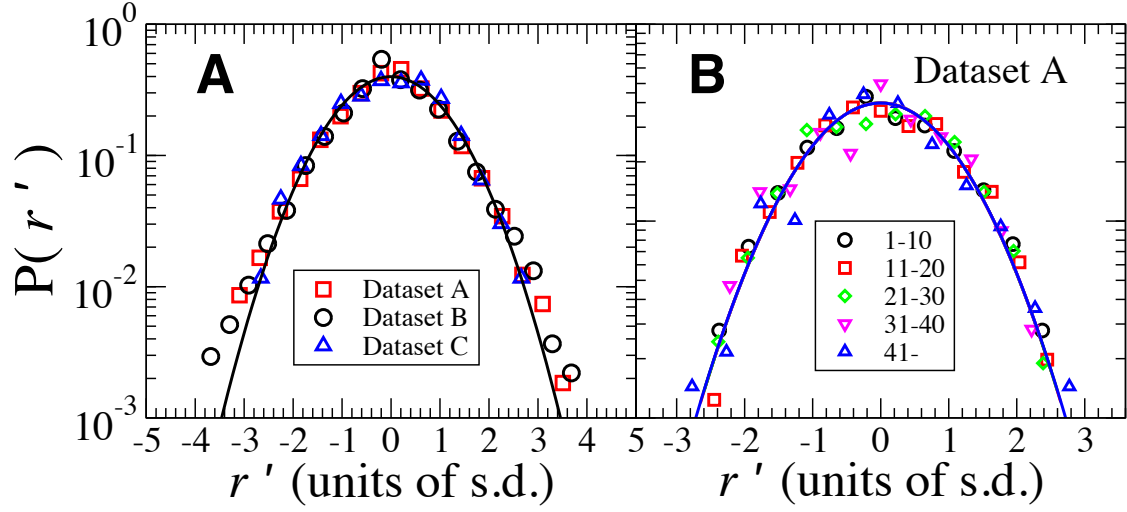 A
B
Dataset A
P( r ′ )
10^0
10^-1
10^-2
10^-3
Dataset A
Dataset B
Dataset C
1-10
11-20
21-30
31-40
41-
-5 -4 -3 -2 -1 0 1 2 3 4 5
-3 -2 -1 0 1 2 3
r ′ (units of s.d.)
r ′ (units of s.d.)